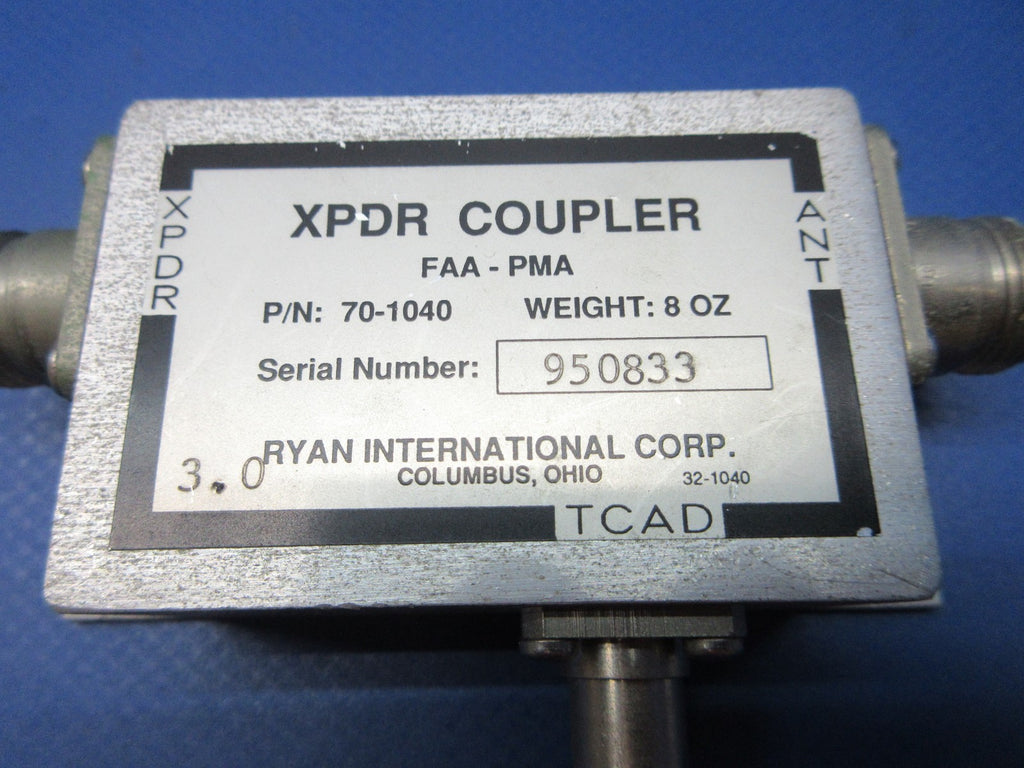 XPDR COUPLER
FAA - PMA
P/N: 70-1040 WEIGHT: 8 OZ
Serial Number: 950833
RYAN INTERNATIONAL CORP.
3.0
COLUMBUS, OHIO 32-1040
XPDR
ANT
TCAD